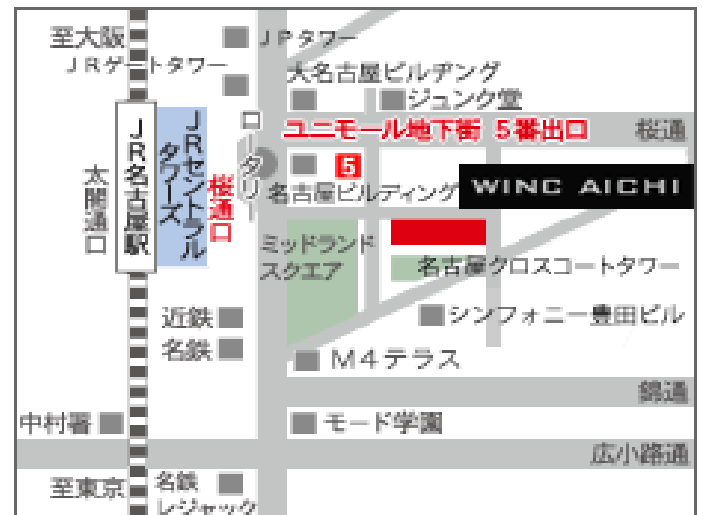 至大阪
JPタワー
JRゲートタワー
大名古屋ビルヂング
ジュンク堂
ユニモール地下街 5番出口
桜通
ロータリー
JR名古屋駅
JRセントラル
タワーズ
桜通口
太閤通口
5
名古屋ビルディング
WINC AICHI
ミッドランド
スクエア
名古屋クロスコートタワー
近鉄
シンフォニー豊田ビル
名鉄
M4テラス
錦通
中村署
モード学園
広小路通
至東京
名鉄
レジャック